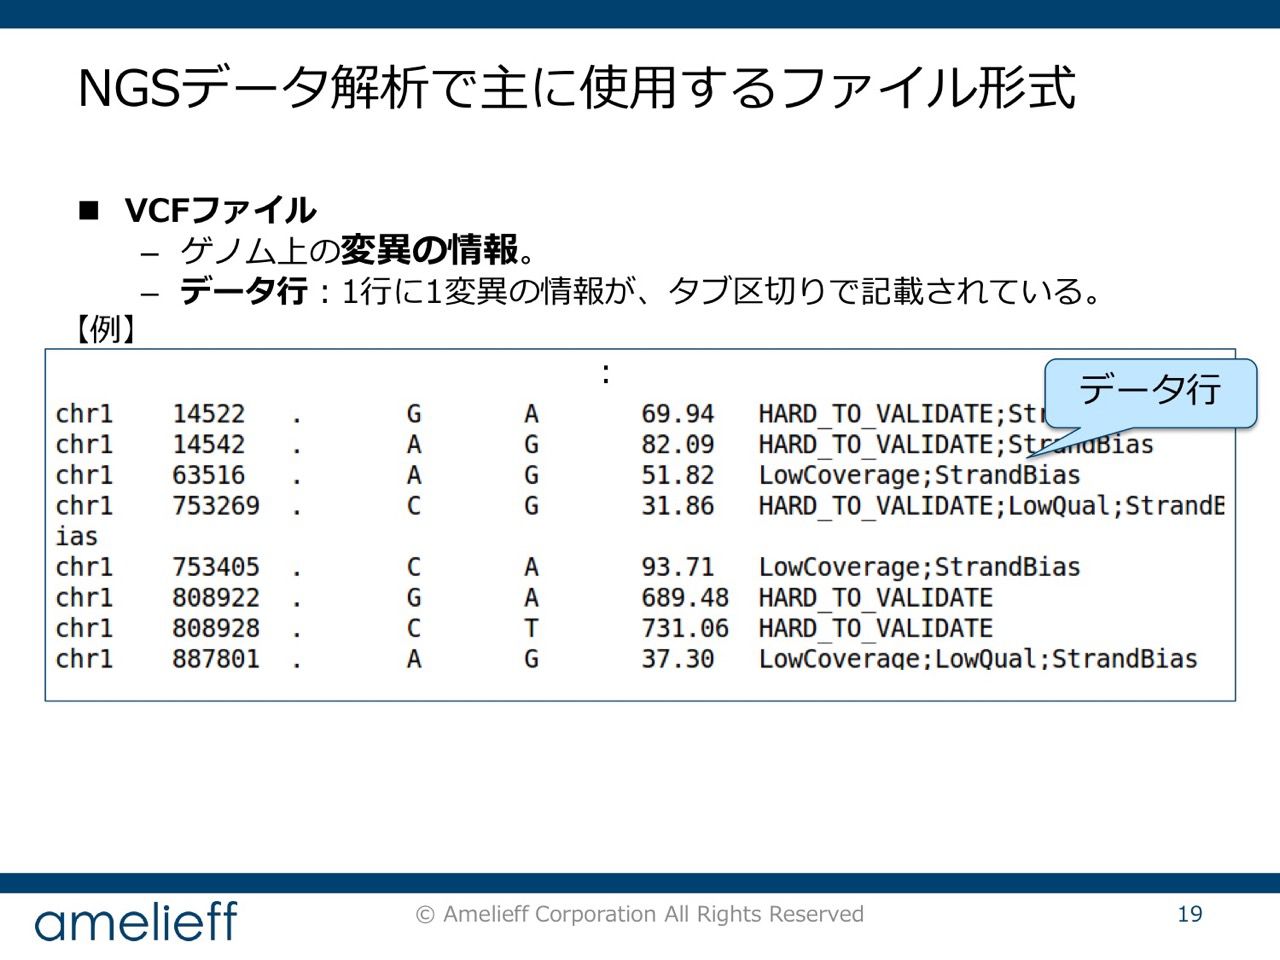 NGSデータ解析で主に使用するファイル形式
■ VCFファイル
– ゲノム上の変異の情報。
– データ行：1行に1変異の情報が、タブ区切りで記載されている。
【例】
：
データ行
chr1 14522 . G A 69.94 HARD_TO_VALIDATE;Str
chr1 14542 . A G 82.09 HARD_TO_VALIDATE;StrandBias
chr1 63516 . A G 51.82 LowCoverage;StrandBias
chr1 753269 . C G 31.86 HARD_TO_VALIDATE;LowQual;StrandB
ias
chr1 753405 . C A 93.71 LowCoverage;StrandBias
chr1 808922 . G A 689.48 HARD_TO_VALIDATE
chr1 808928 . C T 731.06 HARD_TO_VALIDATE
chr1 887801 . A G 37.30 LowCoverage;LowQual;StrandBias
amelieff
© Amelieff Corporation All Rights Reserved
19